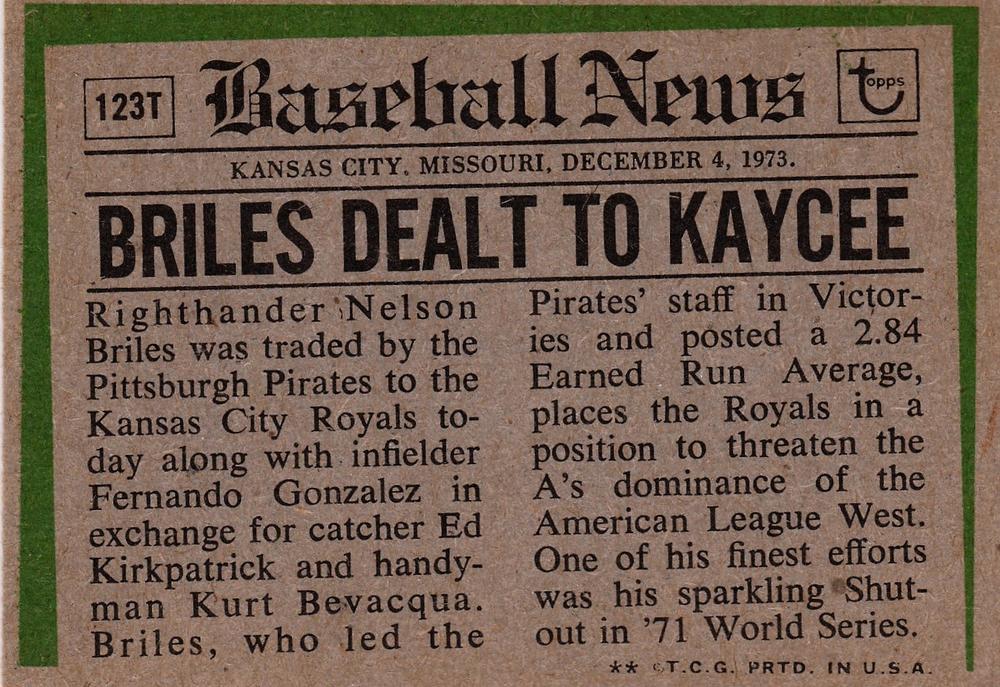 123T
Baseball News
Topps
KANSAS CITY, MISSOURI, DECEMBER 4, 1973.
BRILES DEALT TO KAYCEE
Righthander Nelson
Briles was traded by the
Pittsburgh Pirates to the
Kansas City Royals to-
day along with infielder
Fernando Gonzalez in
exchange for catcher Ed
Kirkpatrick and handy-
man Kurt Bevacqua.
Briles, who led the
Pirates' staff in Victor-
ies and posted a 2.84
Earned Run Average,
places the Royals in a
position to threaten the
A's dominance of the
American League West.
One of his finest efforts
was his sparkling Shut-
out in '71 World Series.
** ©T.C.G. PRTD. IN U.S.A.